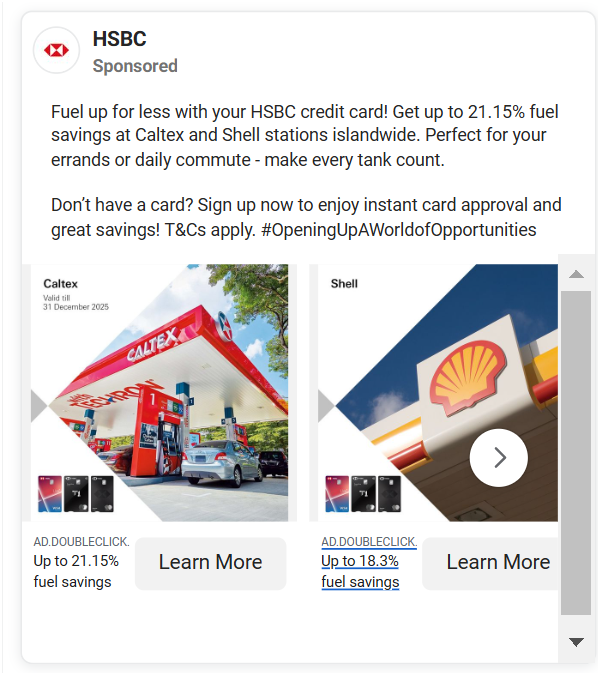 HSBC
Sponsored
Fuel up for less with your HSBC credit card! Get up to 21.15% fuel
savings at Caltex and Shell stations islandwide. Perfect for your
errands or daily commute - make every tank count.
Don’t have a card? Sign up now to enjoy instant card approval and
great savings! T&Cs apply. #OpeningUpAWorldofOpportunities
Caltex
Valid till
31 December 2025
CALTEX
TECHRON
1
T1
Shell
T1
AD.DOUBLECLICK.
Up to 21.15%
fuel savings
Learn More
AD.DOUBLECLICK.
Up to 18.3%
fuel savings
Learn More